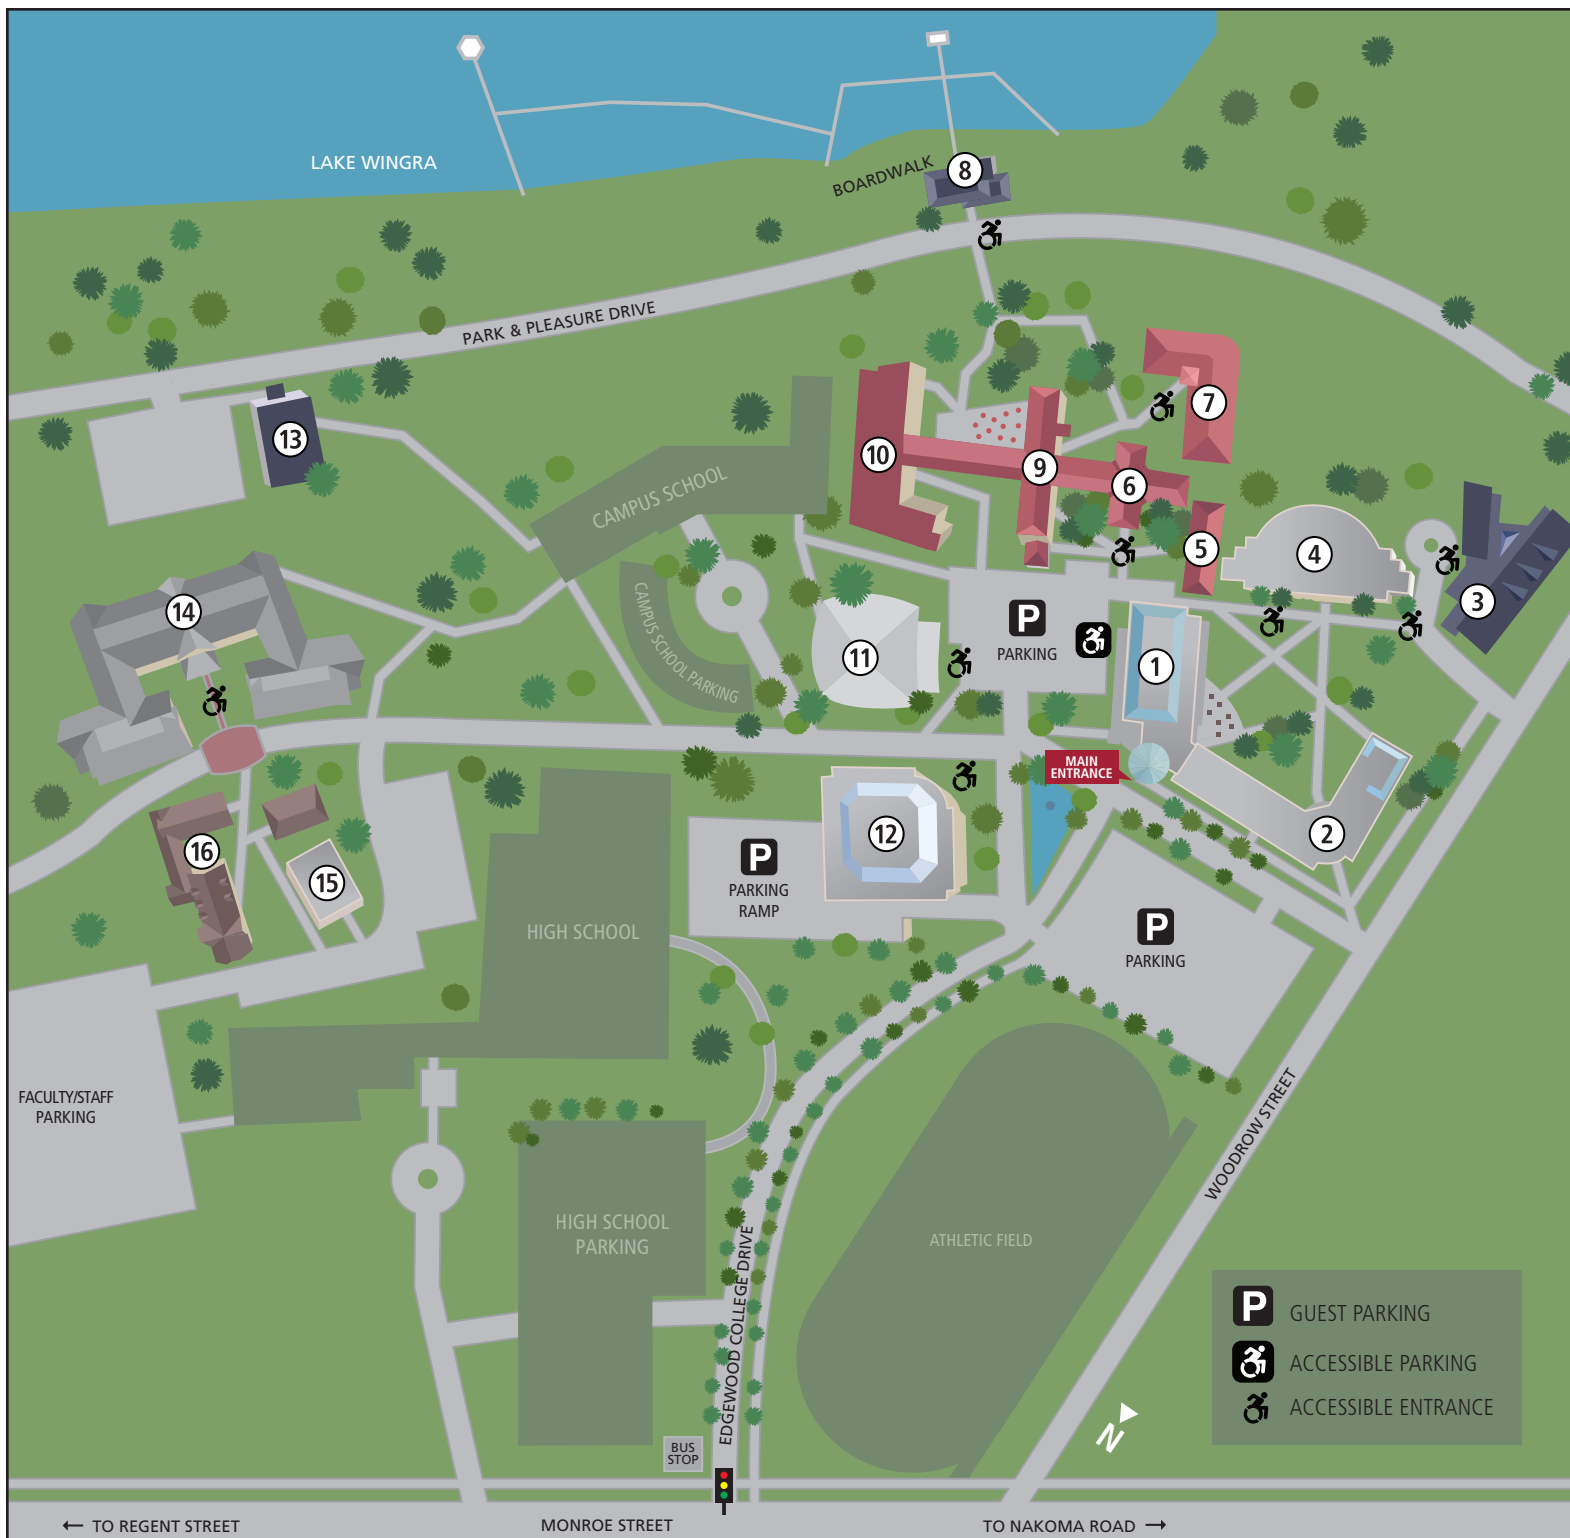 LAKE WINGRA
BOARDWALK
8
PARK & PLEASURE DRIVE
7
13
10
9
6
CAMPUS SCHOOL
5
4
3
14
CAMPUS SCHOOL PARKING
P
PARKING
11
1
MAIN
ENTRANCE
12
2
16
15
P
PARKING
RAMP
P
PARKING
HIGH SCHOOL
FACULTY/STAFF
PARKING
WOODROW STREET
HIGH SCHOOL
PARKING
ATHLETIC FIELD
EDGEWOOD COLLEGE DRIVE
P
GUEST PARKING
ACCESSIBLE PARKING
ACCESSIBLE ENTRANCE
N
BUS
STOP
← TO REGENT STREET
MONROE STREET
TO NAKOMA ROAD →